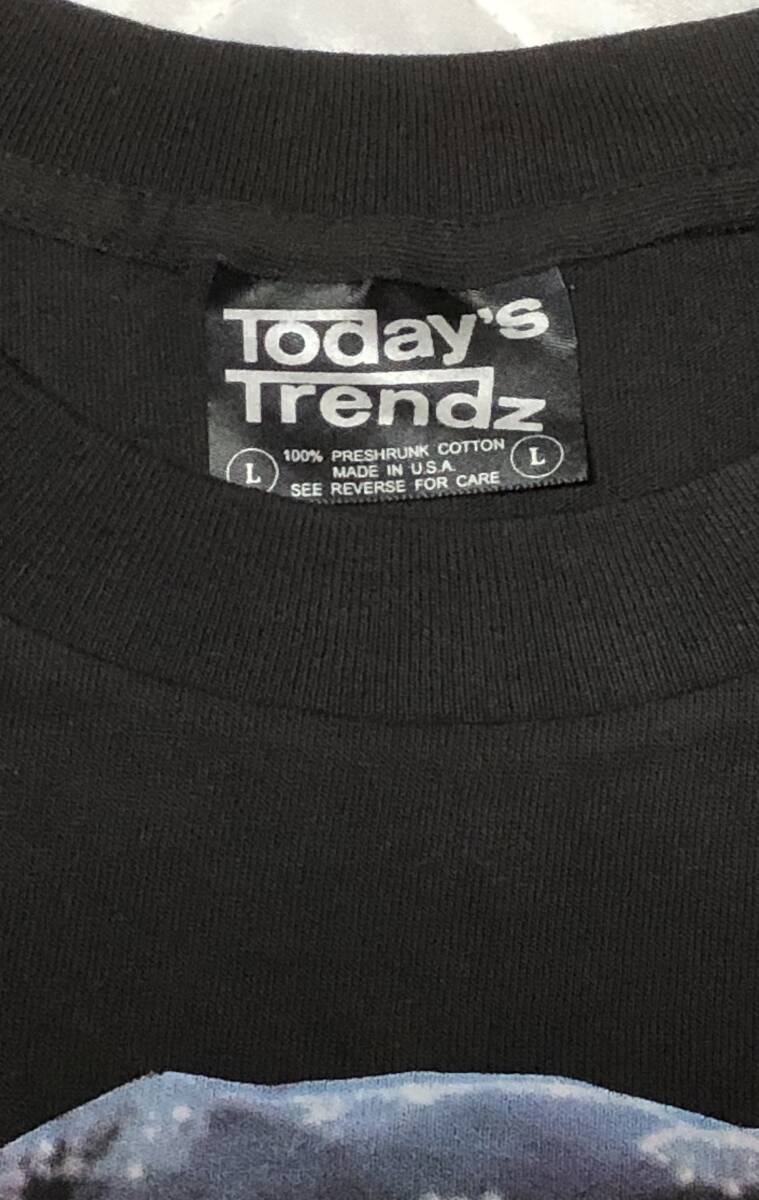 Today's
Trendz
L 100% PRESHRUNK COTTON L
MADE IN U.S.A.
SEE REVERSE FOR CARE